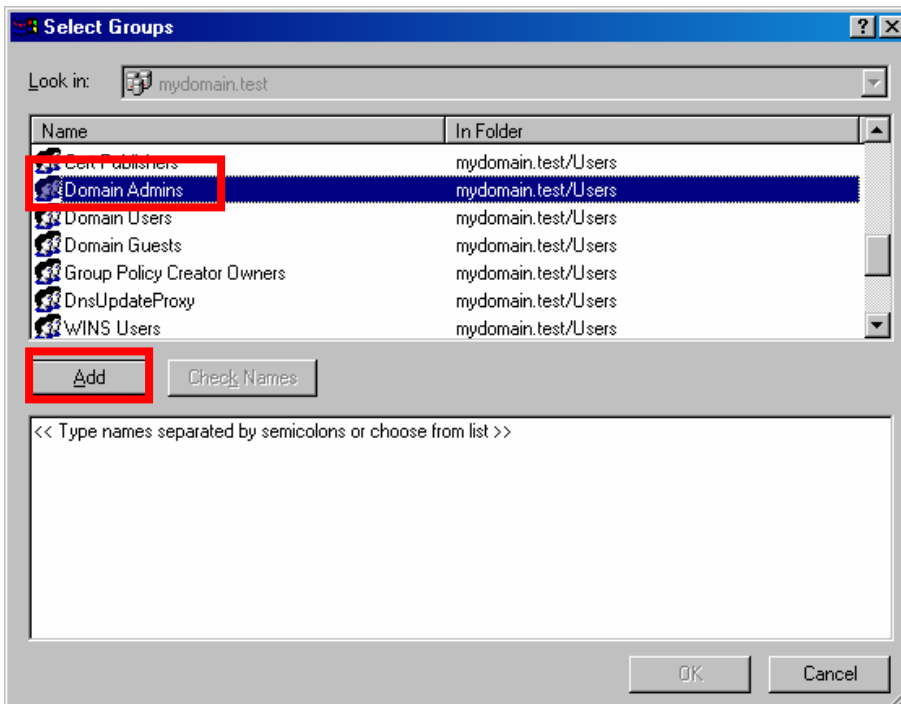 Select Groups
Look in: mydomain.test
Name In Folder
Cert Publishers mydomain.test/Users
Domain Admins mydomain.test/Users
Domain Users mydomain.test/Users
Domain Guests mydomain.test/Users
Group Policy Creator Owners mydomain.test/Users
DnsUpdateProxy mydomain.test/Users
WINS Users mydomain.test/Users
Add Check Names
<< Type names separated by semicolons or choose from list >>
OK Cancel